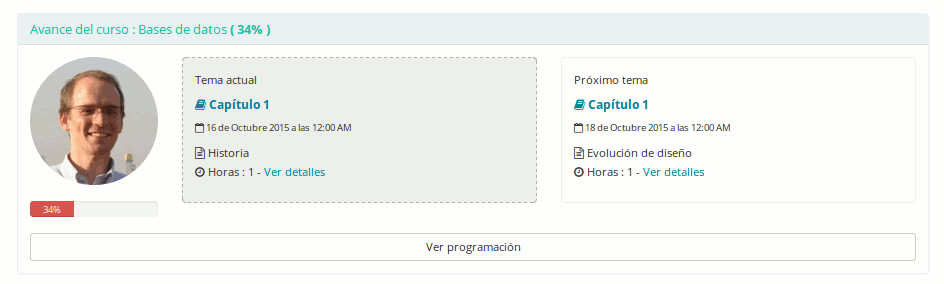 Avance del curso : Bases de datos ( 34% )
Tema actual
Capítulo 1
16 de Octubre 2015 a las 12:00 AM
Historia
Horas : 1 - Ver detalles
Próximo tema
Capítulo 1
18 de Octubre 2015 a las 12:00 AM
Evolución de diseño
Horas : 1 - Ver detalles
34%
Ver programación